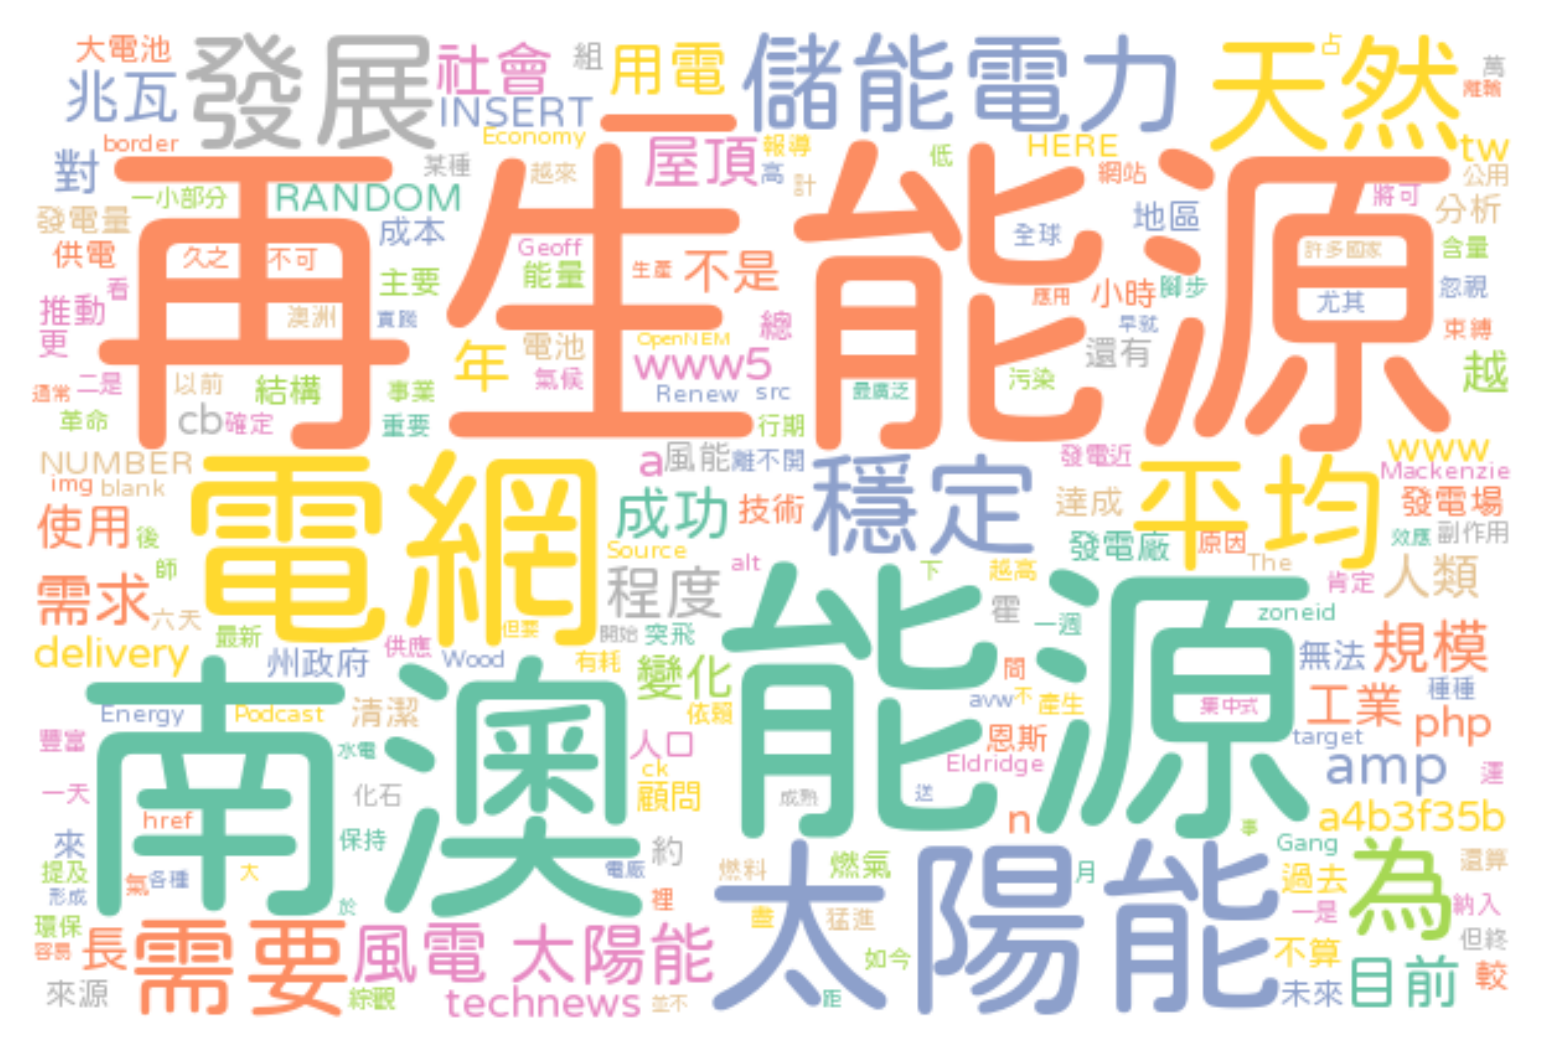 大電池 發展 社會 組 用電 儲能電力 天然 占 萬
兆瓦 INSERT 離輸
border Economy 屋頂 報導 低 HERE 網站 tw
對 一小部分 RANDOM 某種 越來 高 計 將可 公用
發電量 成本 地區 分析
再生能源
供電 久之 不可 Geoff 不是 全球 許多國家 含量
看 主要 能量 生產 應用 小時 腳步 尤其 忽視
推動 澳洲 實踐 OpenNEM 總 早就 束縛
更 年 電池 www5 還有 越
通常 二是 以前 結構 事業 氣候 Renew src 最廣泛 污染
革命 cb 確定 重要 行期
NUMBER a 風能 離不開 發電近 www
img blank 電網 成功 技術 穩定 達成 平均 Mackenzie
使用 後 Source 發電廠 原因 發電場
師 alt 效應 副作用
需求 六天 程度 下 越高 The 肯定 人類
最新 但要 開始 突飛 能源 霍 一週 zoneid
delivery 州政府 供應 Wood 有耗 變化 間 無法 規模
Energy Podcast 清潔 依賴 avw 不 產生 集中式 工業 種種
豐富 南澳 水電 人口 恩斯 target php
一天 化石 ck 顧問 成熟 送 Eldridge amp 運
href n a4b3f35b
來 保持 約 事 Gang
提及 氣 各種 大 電廠 燃料 燃氣 月 過去 為 還算
形成 於 裡 太陽能 一是 納入
環保 長 需要 風電 太陽能 盡 猛進 不算 但終
容易 如今 目前 較
來源 綜觀 technews 並不 距 未來